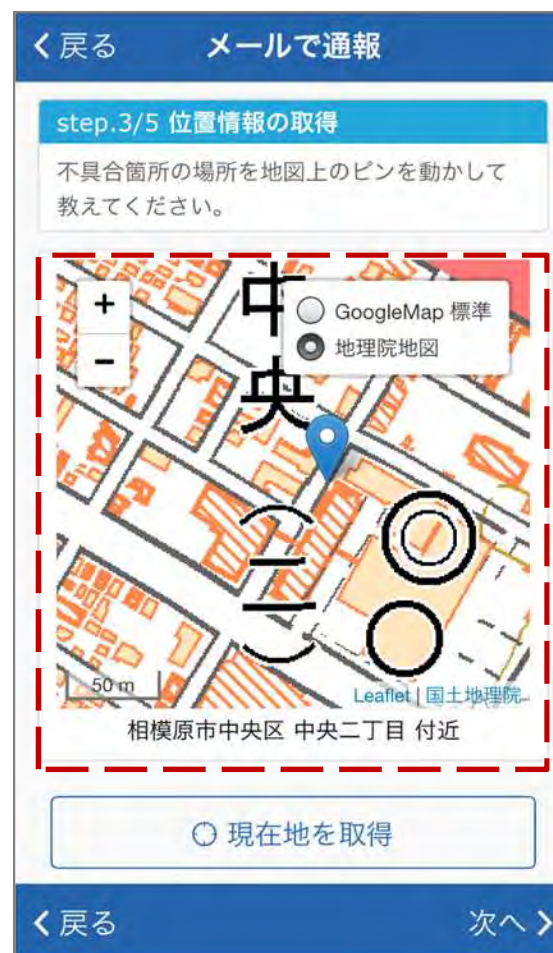 戻る
メールで通報
step.3/5 位置情報の取得
不具合箇所の場所を地図上のピンを動かして
教えてください。
+
−
GoogleMap 標準
地理院地図
中央(二)
50 m
Leaflet | 国土地理院
相模原市中央区 中央二丁目 付近
現在地を取得
戻る
次へ